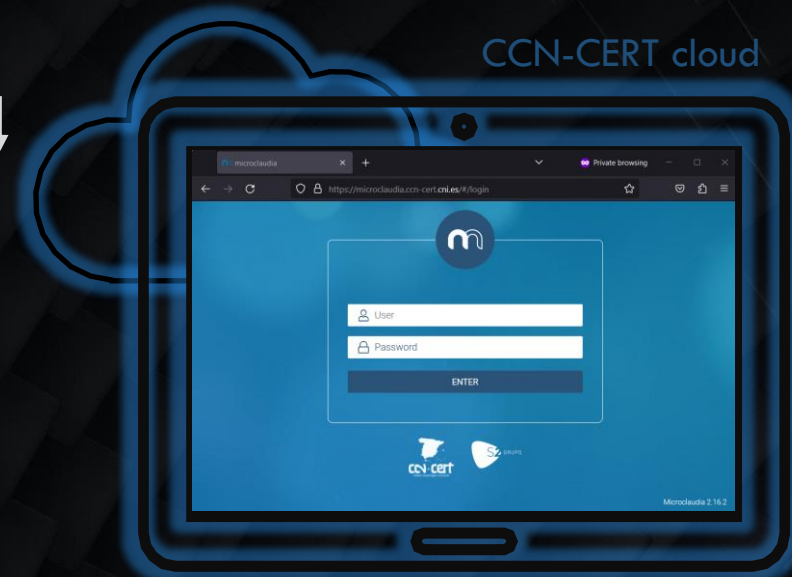 CCN-CERT cloud
microclaudia
Private browsing
https://microclaudia.ccn-cert.cni.es/#/login
User
Password
ENTER
ccn-cert
S2 GRUPO
Microclaudia 2.16.2